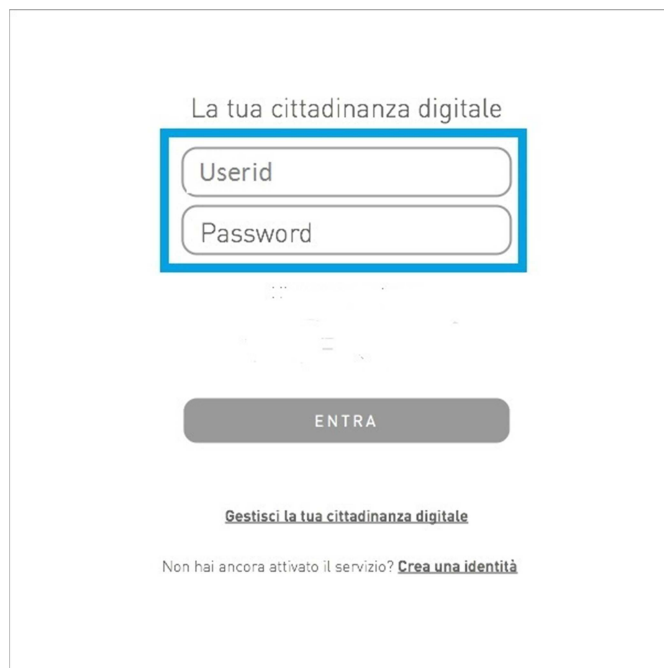 La tua cittadinanza digitale
Userid
Password
ENTRA
Gestisci la tua cittadinanza digitale
Non hai ancora attivato il servizio? Crea una identità